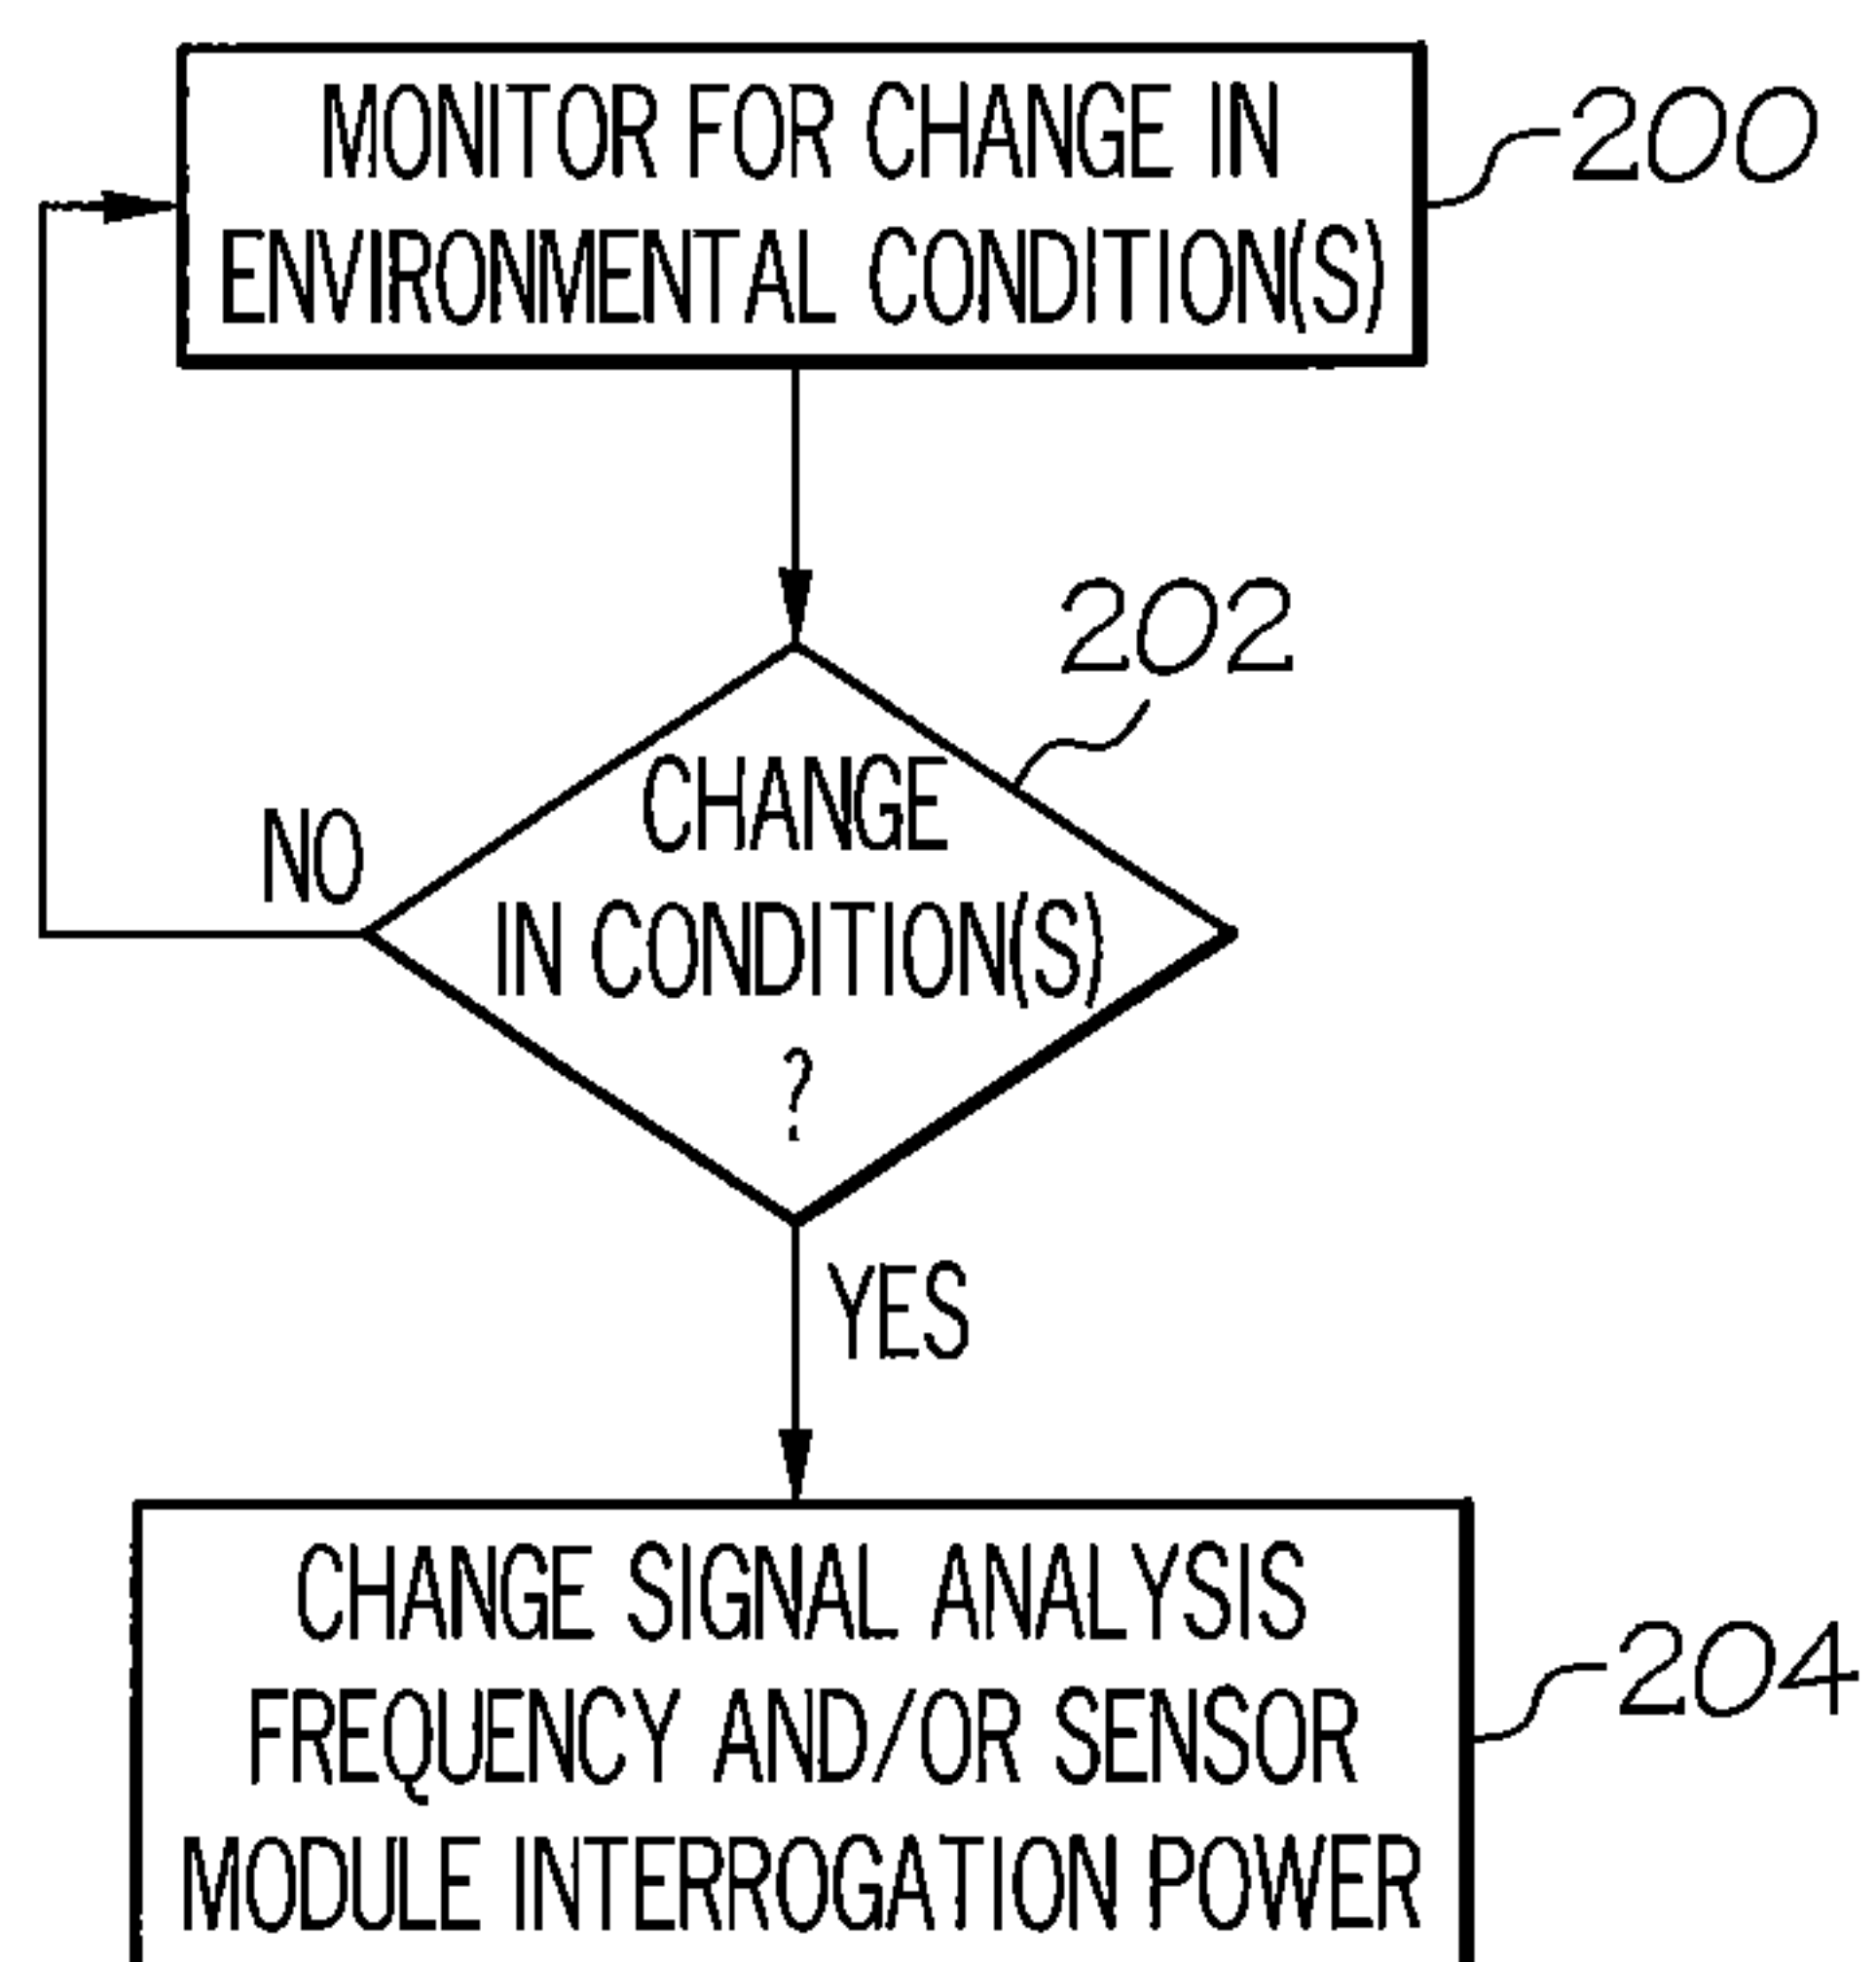 MONITOR FOR CHANGE IN
ENVIRONMENTAL CONDITION(S)
200
202
CHANGE
IN CONDITION(S)
?
NO
YES
CHANGE SIGNAL ANALYSIS
FREQUENCY AND/OR SENSOR
MODULE INTERROGATION POWER
204